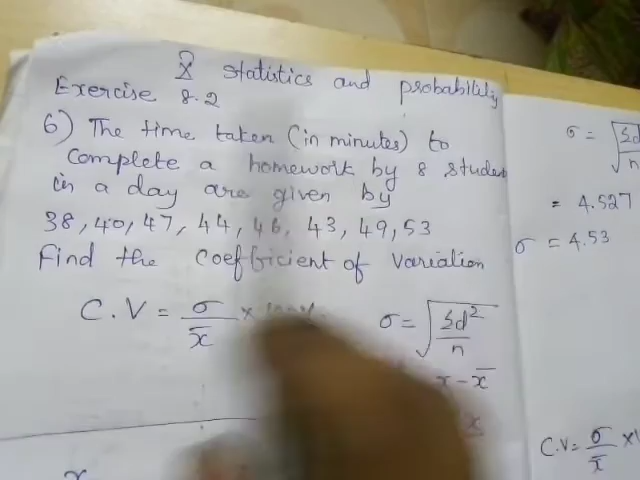 8 statistics and probability
Exercise 8.2
6) The time taken (in minutes) to
complete a homework by 8 student
in a day are given by
38, 40, 47, 44, 46, 43, 49, 53
Find the coefficient of variation
C.V = σ/x̄ ×
σ = √Σd²/n
x - x̄
x
σ = √Σd/n
= 4.527
σ = 4.53
C.V = σ/x̄ ×
x